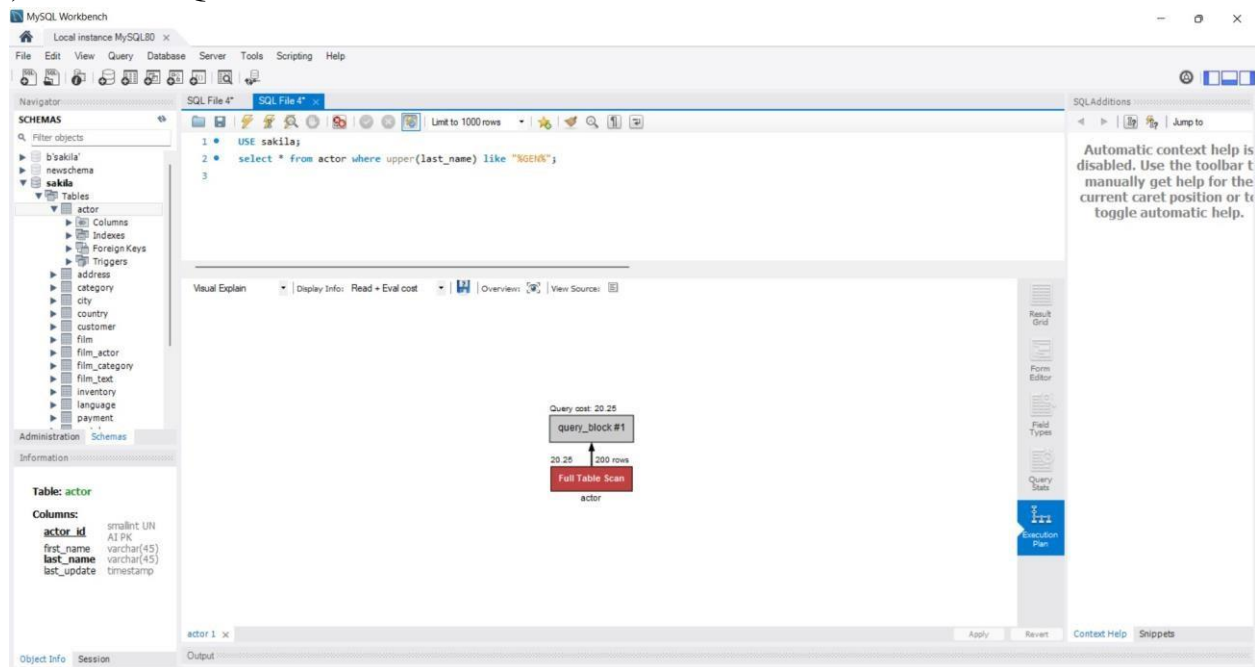 MySQL Workbench
Local instance MySQL80
File Edit View Query Database Server Tools Scripting Help
Navigator
SCHEMAS
Filter objects
b'sakila'
newschema
sakila
Tables
actor
Columns
Indexes
Foreign Keys
Triggers
address
category
city
country
customer
film
film_actor
film_category
film_text
inventory
language
payment
Administration Schemas
Information
Table: actor
Columns:
actor_id smallint UN AI PK
first_name varchar(45)
last_name varchar(45)
last_update timestamp
Object Info Session
SQL File 4* SQL File 4*
Limit to 1000 rows
1 USE sakila;
2 select * from actor where upper(last_name) like "%GEN%";
3
Visual Explain Display Info: Read + Eval cost Overview: View Source:
Query cost: 20.25
query_block #1
20.25 200 rows
Full Table Scan
actor
Result Grid
Form Editor
Field Types
Query Stats
Execution Plan
actor 1 Apply Revert
Output
SQLAdditions
Jump to
Automatic context help is
disabled. Use the toolbar t
manually get help for the
current caret position or to
toggle automatic help.
Context Help Snippets